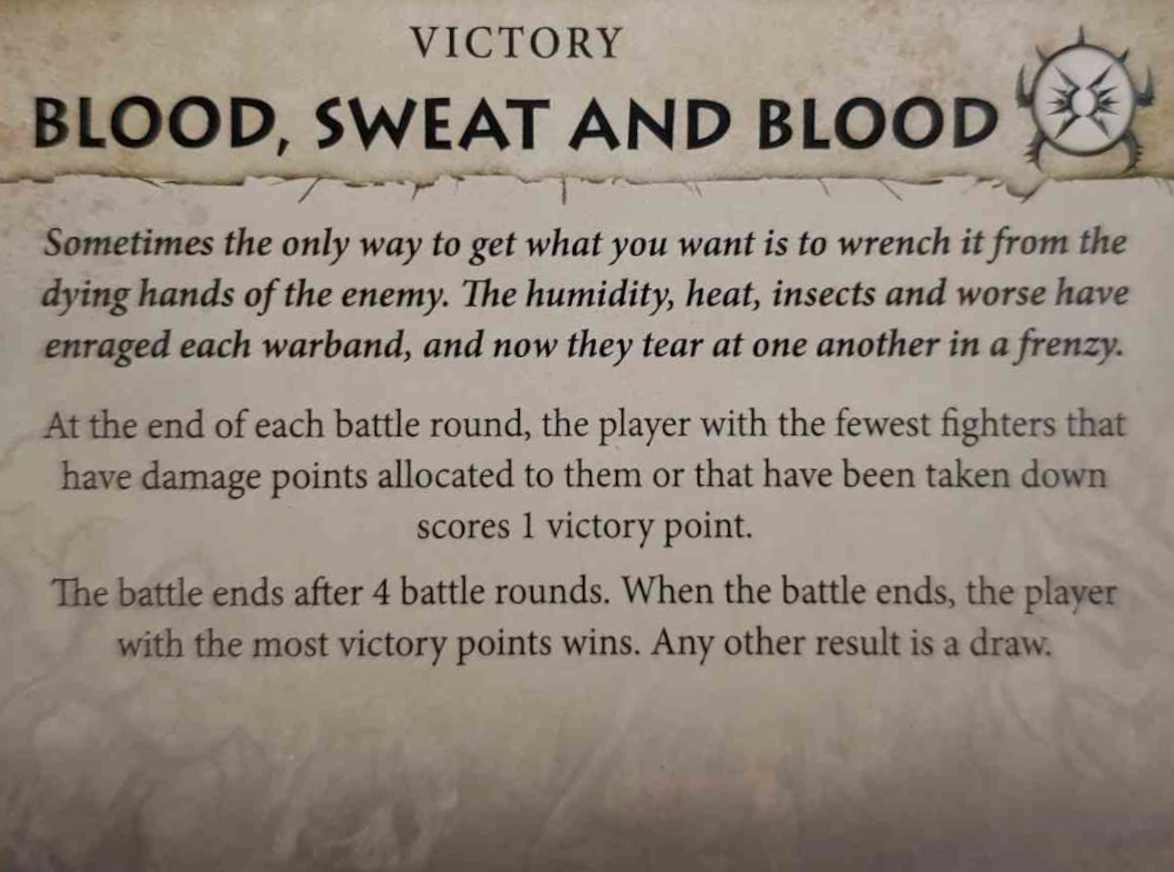 VICTORY
BLOOD, SWEAT AND BLOOD
Sometimes the only way to get what you want is to wrench it from the
dying hands of the enemy. The humidity, heat, insects and worse have
enraged each warband, and now they tear at one another in a frenzy.
At the end of each battle round, the player with the fewest fighters that
have damage points allocated to them or that have been taken down
scores 1 victory point.
The battle ends after 4 battle rounds. When the battle ends, the player
with the most victory points wins. Any other result is a draw.